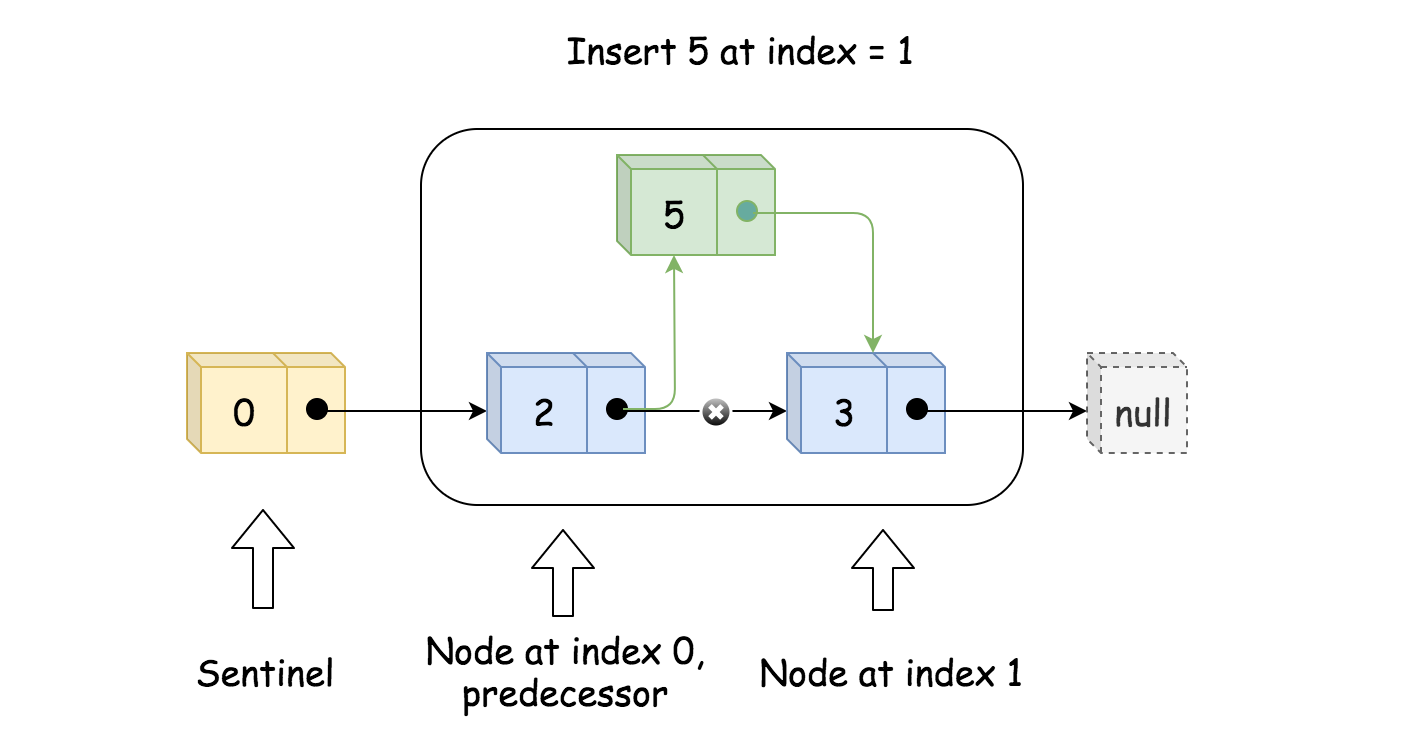 Insert 5 at index = 1
5
0
2
3
null
Sentinel
Node at index 0,
predecessor
Node at index 1